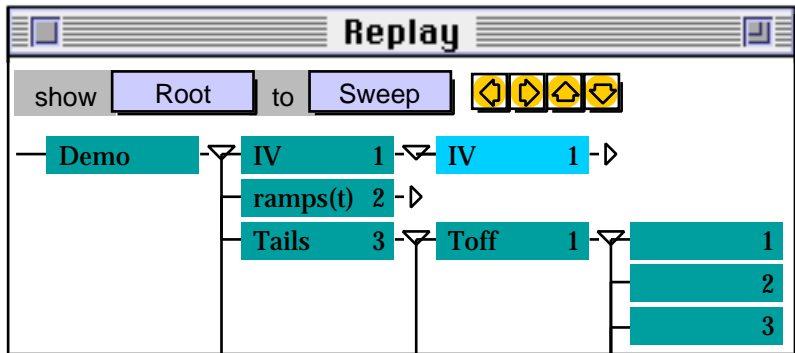 Replay
show Root to Sweep
Demo IV 1 IV 1
ramps(t) 2
Tails 3 Toff 1 1
2
3